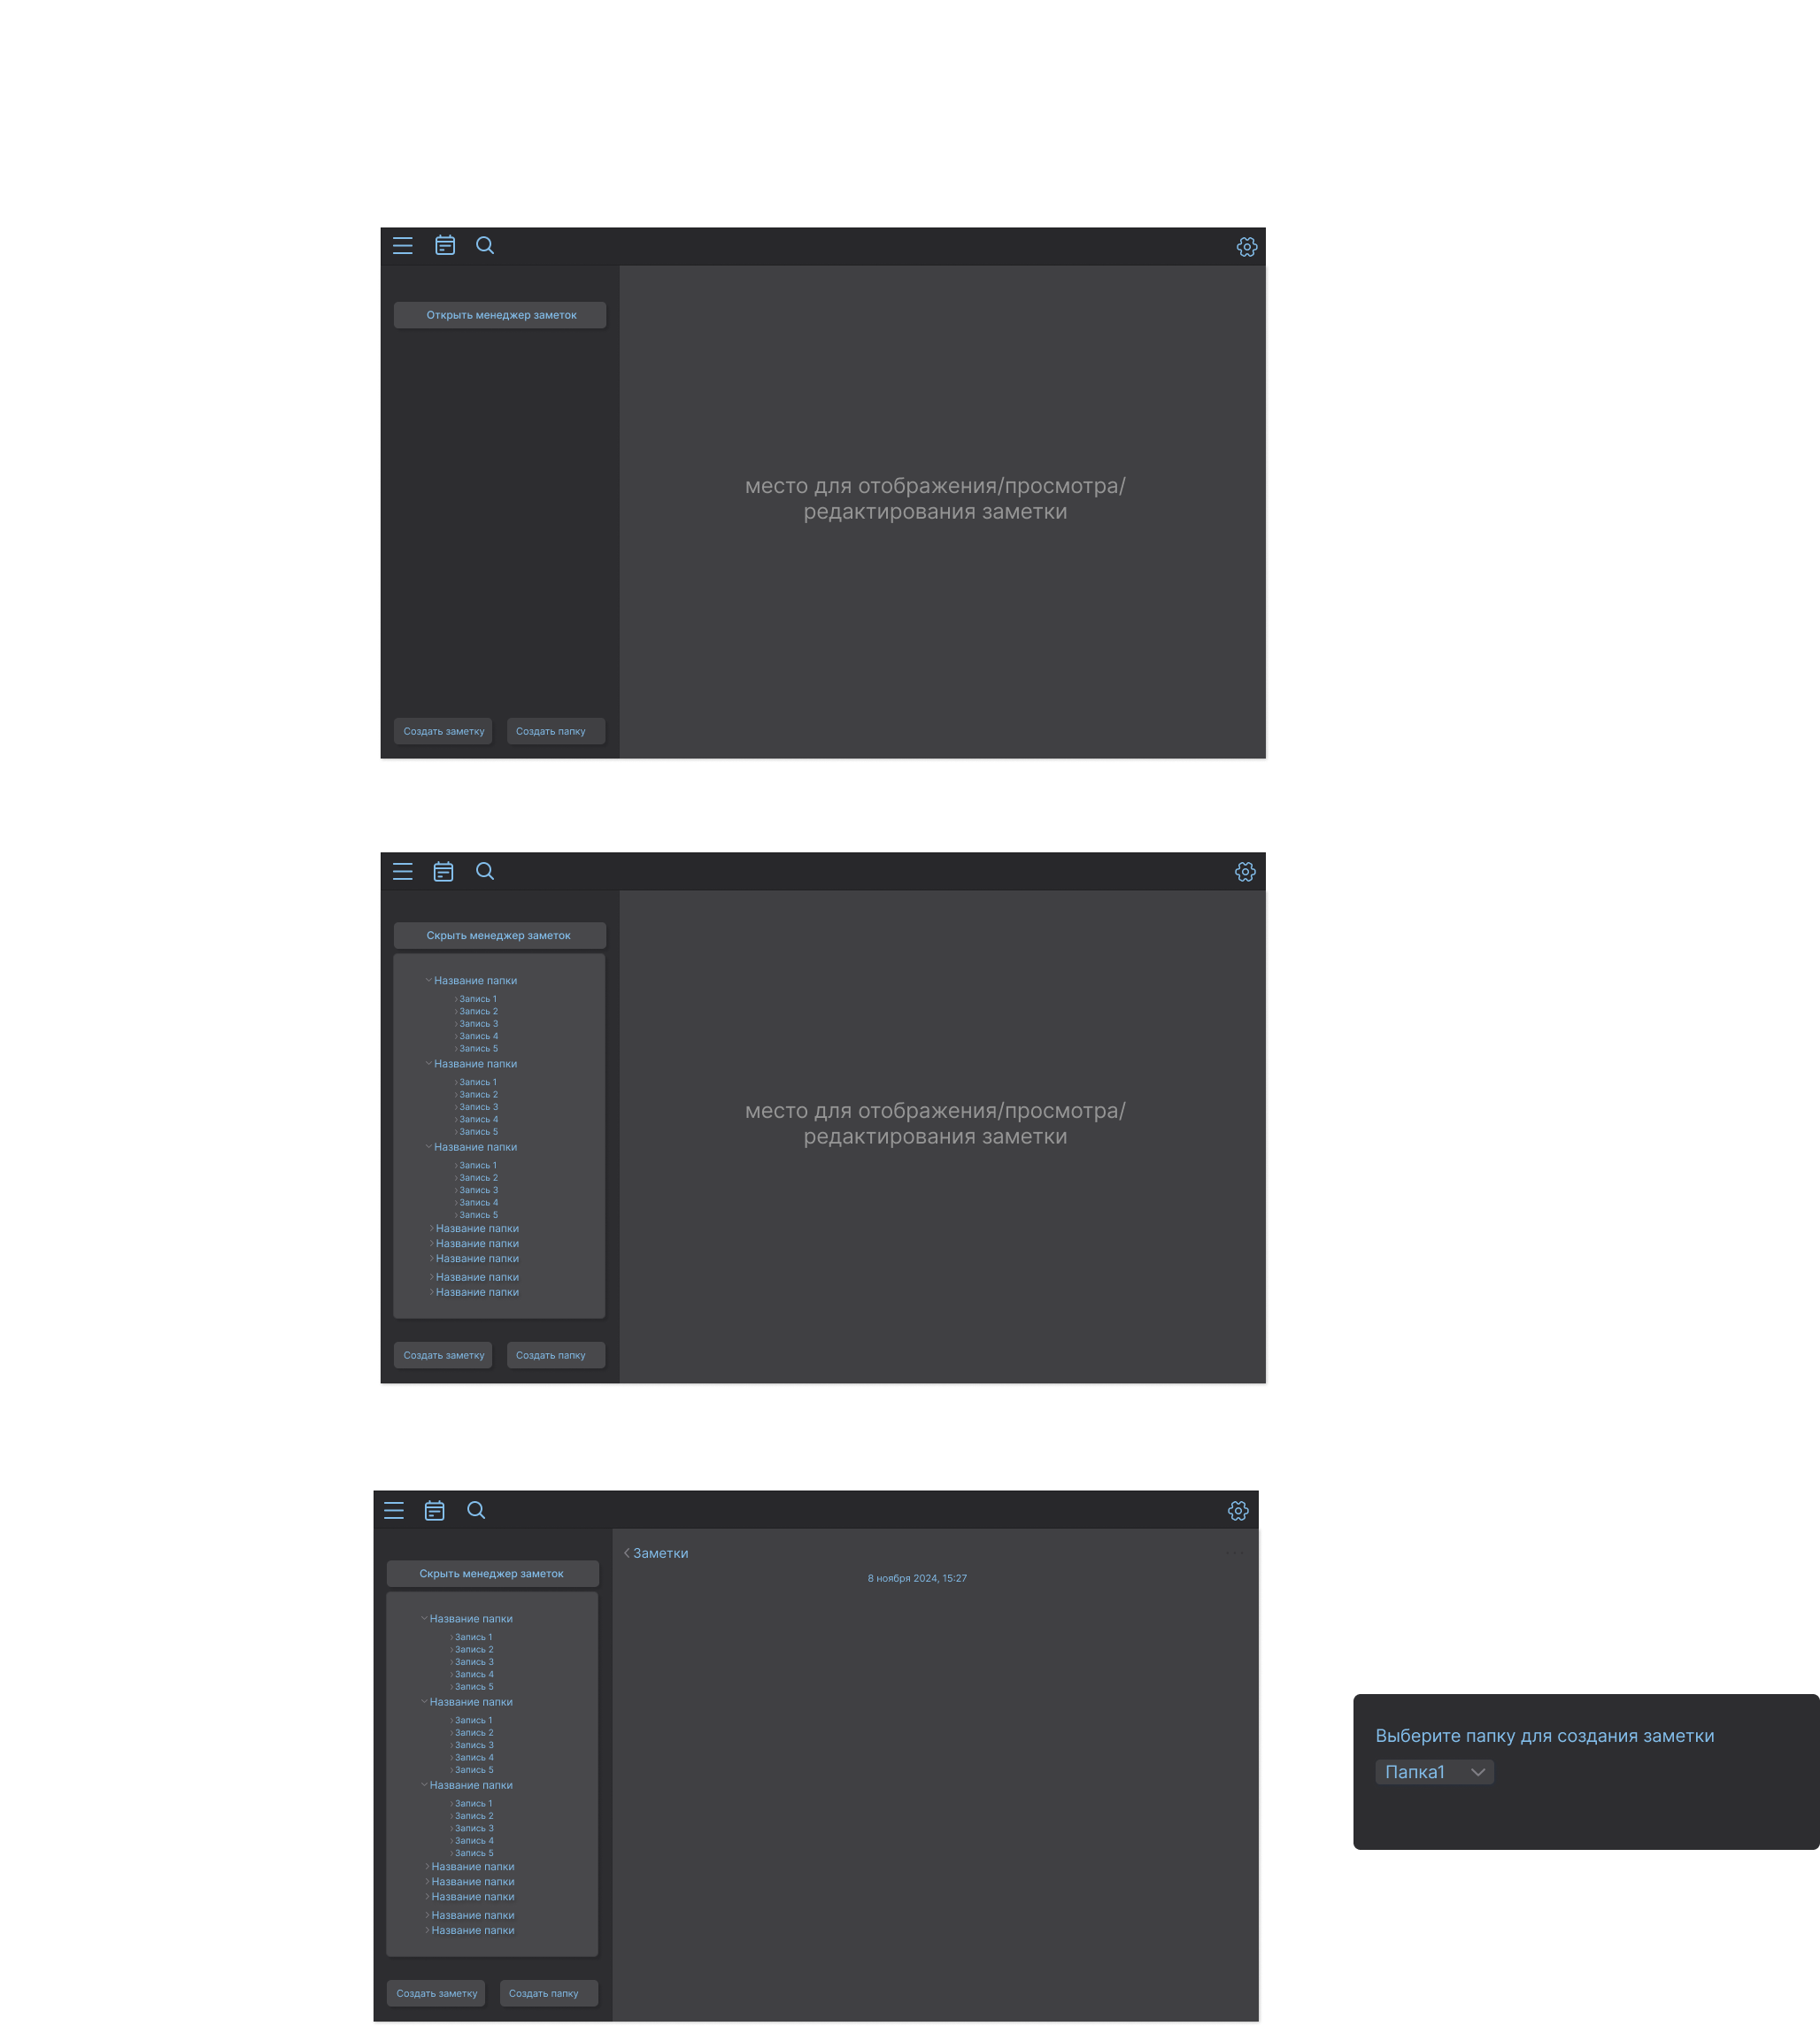 Открыть менеджер заметок
место для отображения/просмотра/
редактирования заметки
Создать заметку
Создать папку
Скрыть менеджер заметок
Название папки
Запись 1
Запись 2
Запись 3
Запись 4
Запись 5
Название папки
Запись 1
Запись 2
Запись 3
Запись 4
Запись 5
Название папки
Запись 1
Запись 2
Запись 3
Запись 4
Запись 5
Название папки
Название папки
Название папки
Название папки
Название папки
место для отображения/просмотра/
редактирования заметки
Создать заметку
Создать папку
Заметки
8 ноября 2024, 15:27
Скрыть менеджер заметок
Название папки
Запись 1
Запись 2
Запись 3
Запись 4
Запись 5
Название папки
Запись 1
Запись 2
Запись 3
Запись 4
Запись 5
Название папки
Запись 1
Запись 2
Запись 3
Запись 4
Запись 5
Название папки
Название папки
Название папки
Название папки
Название папки
Создать заметку
Создать папку
Выберите папку для создания заметки
Папка1